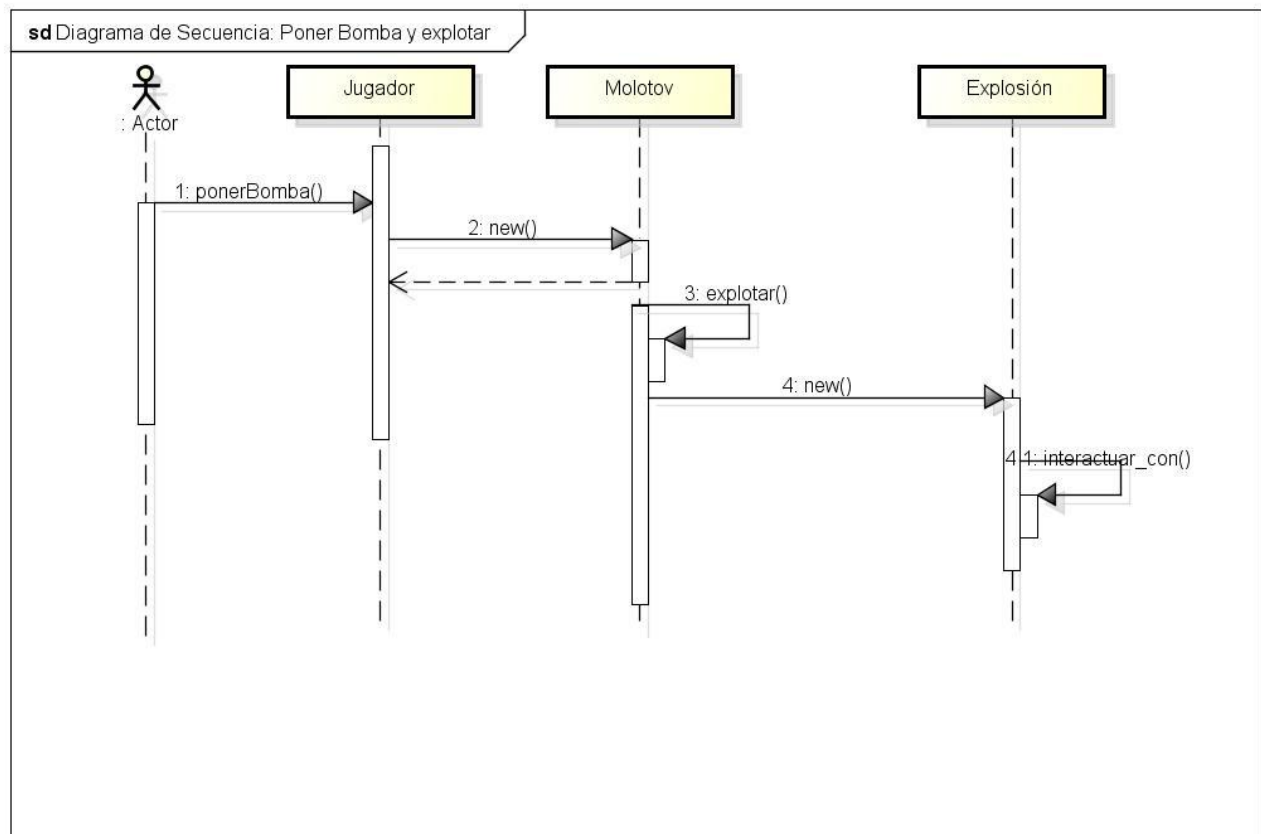 sd Diagrama de Secuencia: Poner Bomba y explotar
: Actor
Jugador
Molotov
Explosión
1: ponerBomba()
2: new()
3: explotar()
4: new()
4.1: interactuar_con()